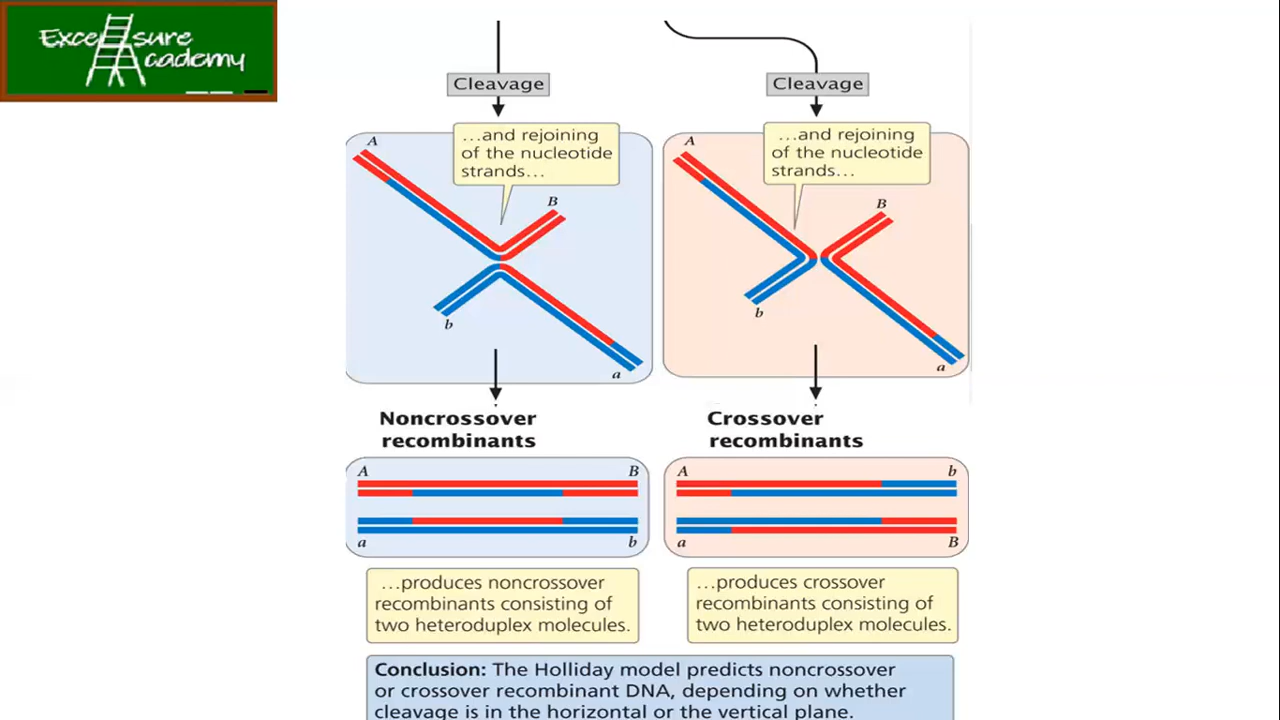 Excel sure
Academy
Cleavage
Cleavage
…and rejoining
of the nucleotide
strands…
…and rejoining
of the nucleotide
strands…
A
B
b
a
A
B
b
a
Noncrossover
recombinants
Crossover
recombinants
A B
a b
A b
a B
…produces noncrossover
recombinants consisting of
two heteroduplex molecules.
…produces crossover
recombinants consisting of
two heteroduplex molecules.
Conclusion: The Holliday model predicts noncrossover
or crossover recombinant DNA, depending on whether
cleavage is in the horizontal or the vertical plane.